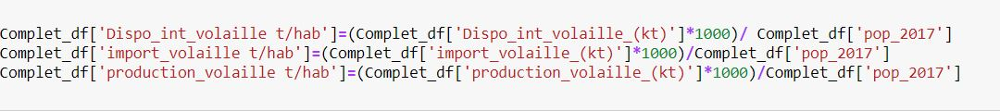 Complet_df['Dispo_int_volaille t/hab']=(Complet_df['Dispo_int_volaille_(kt)']*1000)/ Complet_df['pop_2017']
Complet_df['import_volaille t/hab']=(Complet_df['import_volaille_(kt)']*1000)/Complet_df['pop_2017']
Complet_df['production_volaille t/hab']=(Complet_df['production_volaille_(kt)']*1000)/Complet_df['pop_2017']